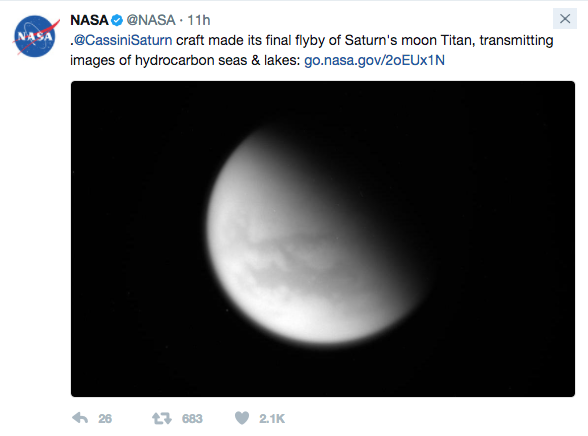 NASA @NASA · 11h
NASA
.@CassiniSaturn craft made its final flyby of Saturn's moon Titan, transmitting
images of hydrocarbon seas & lakes: go.nasa.gov/2oEUx1N
26 683 2.1K